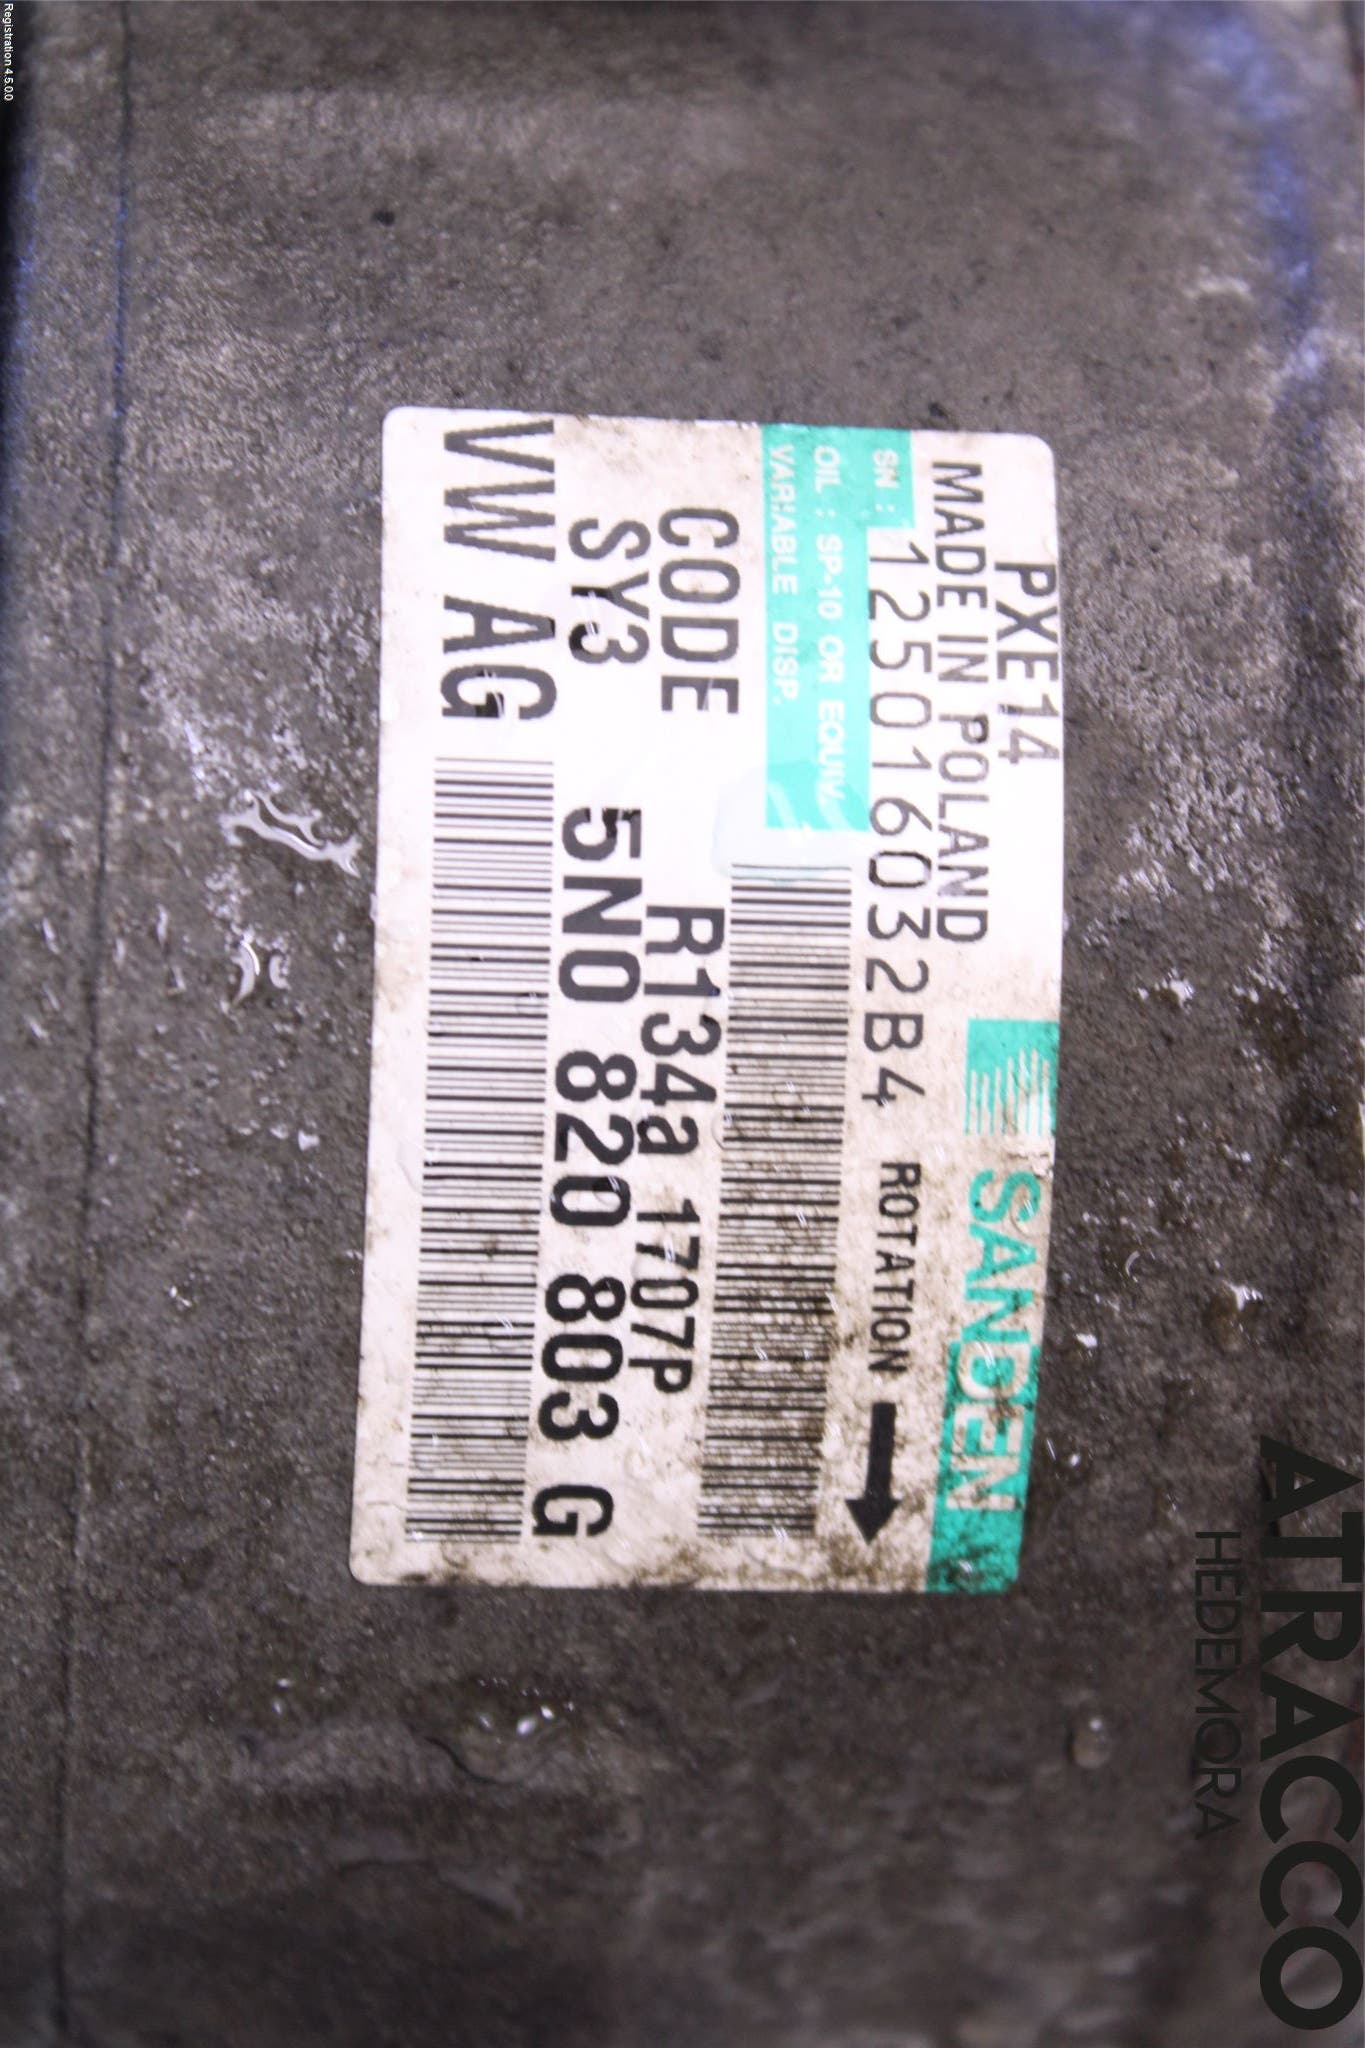 PXE14
SANDEN
MADE IN POLAND
SN : 125016032B4 ROTATION
OIL : SP-10 OR EQUIV.
VARIABLE DISP.
CODE
R134a 1707P
SY3
5N0 820 803 G
VW AG
ATRACCO
HEDEMORA
Registration 4.5.0.0